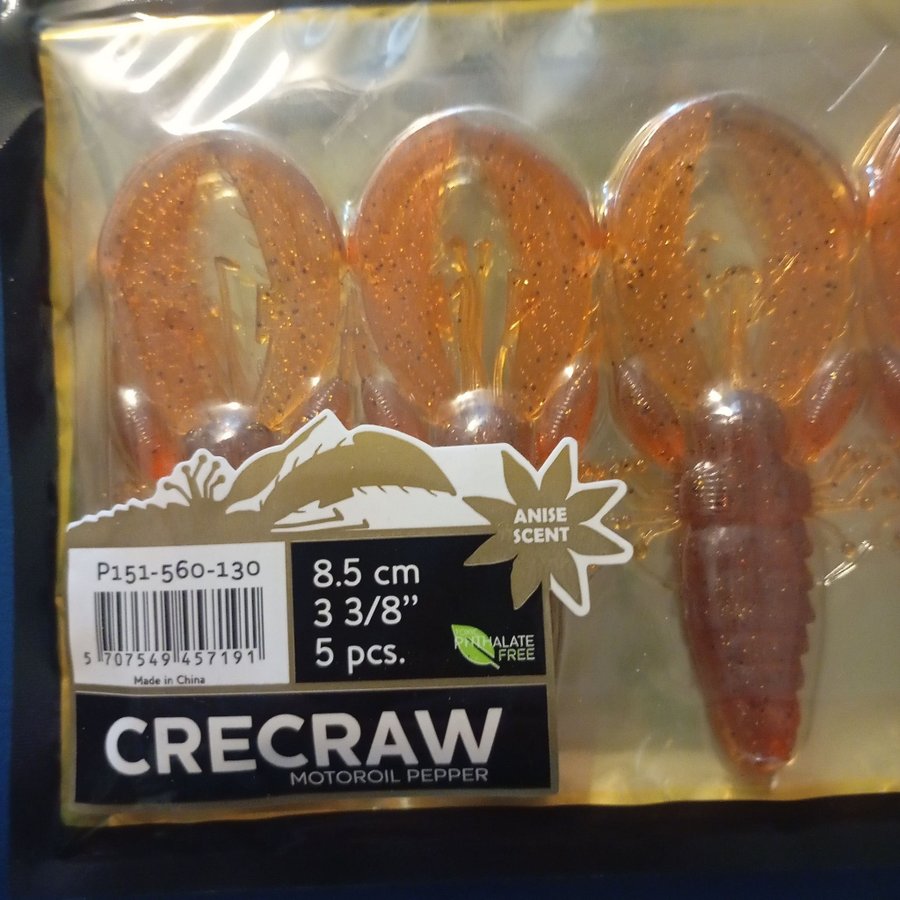 ANISE
SCENT
P151-560-130
5 707549 457191
Made in China
8.5 cm
3 3/8”
5 pcs.
PHTHALATE
FREE
CRECRAW
MOTOROIL PEPPER